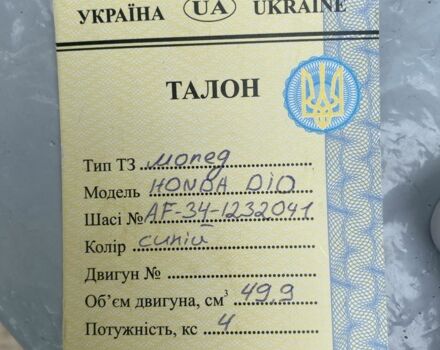 УКРАЇНА UA UKRAINE
ТАЛОН
Тип ТЗ мопед
Модель HONDA DIO
Шасі № AF-34-1232041
Колір синій
Двигун №
Об'єм двигуна, см³ 49,9
Потужність, кс 4